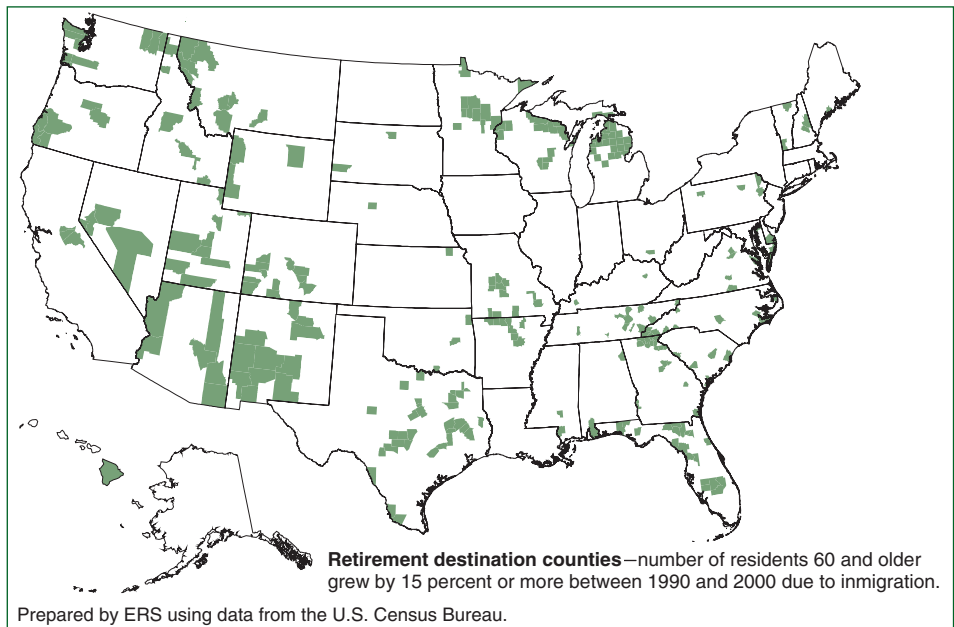 Retirement destination counties—number of residents 60 and older
grew by 15 percent or more between 1990 and 2000 due to inmigration.
Prepared by ERS using data from the U.S. Census Bureau.